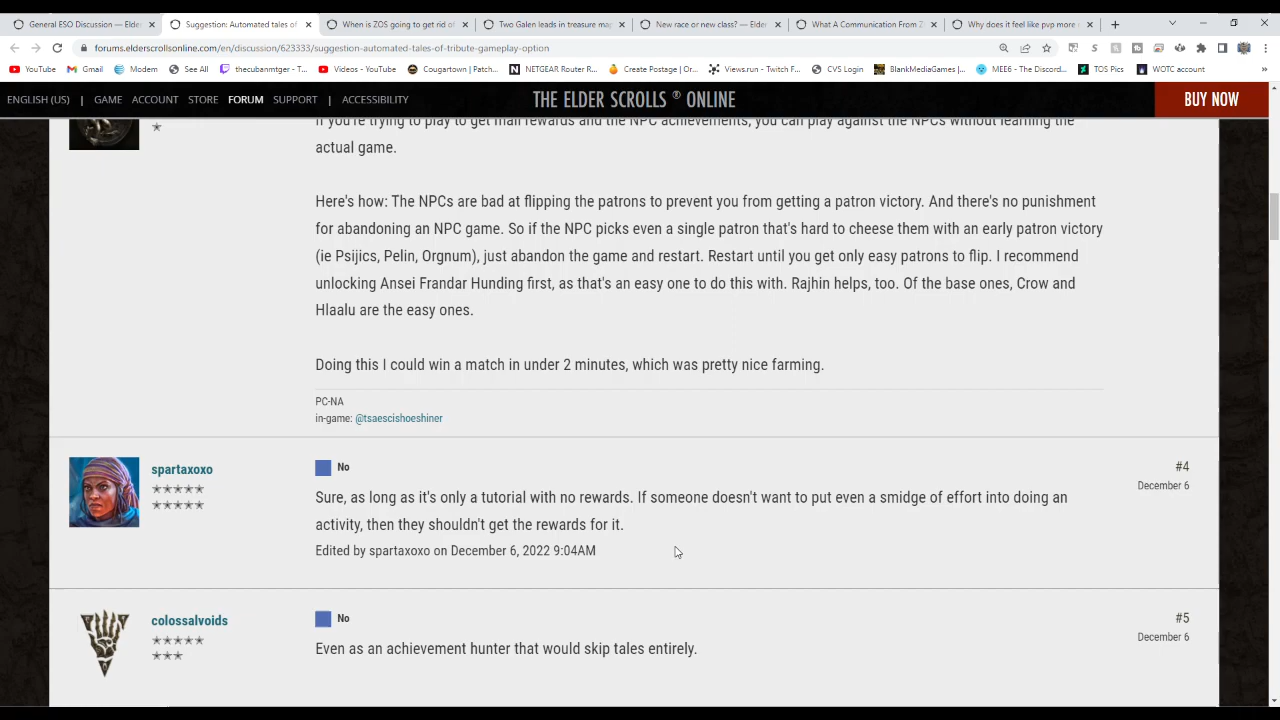 General ESO Discussion — Elde
Suggestion: Automated tales of
When is ZOS going to get rid of
Two Galen leads in treasure ma
New race or new class? — Elde
What A Communication From Z
Why does it feel like pvp more
forums.elderscrollsonline.com/en/discussion/623333/suggestion-automated-tales-of-tribute-gameplay-option
YouTube
Gmail
Modem
See All
thecubanmtger - T...
Videos - YouTube
Cougartown | Patch...
NETGEAR Router R...
Create Postage | Or...
Views.run - Twitch F...
CVS Login
BlankMediaGames |...
MEE6 - The Discord...
TOS Pics
WOTC account
ENGLISH (US) | GAME ACCOUNT STORE FORUM SUPPORT | ACCESSIBILITY
THE ELDER SCROLLS ® ONLINE
BUY NOW
If you're trying to play to get mail rewards and the NPC achievements, you can play against the NPCs without learning the
actual game.
Here's how: The NPCs are bad at flipping the patrons to prevent you from getting a patron victory. And there's no punishment
for abandoning an NPC game. So if the NPC picks even a single patron that's hard to cheese them with an early patron victory
(ie Psijics, Pelin, Orgnum), just abandon the game and restart. Restart until you get only easy patrons to flip. I recommend
unlocking Ansei Frandar Hunding first, as that's an easy one to do this with. Rajhin helps, too. Of the base ones, Crow and
Hlaalu are the easy ones.
Doing this I could win a match in under 2 minutes, which was pretty nice farming.
PC-NA
in-game: @tsaescishoeshiner
spartaxoxo
No
#4
December 6
Sure, as long as it's only a tutorial with no rewards. If someone doesn't want to put even a smidge of effort into doing an
activity, then they shouldn't get the rewards for it.
Edited by spartaxoxo on December 6, 2022 9:04AM
colossalvoids
No
#5
December 6
Even as an achievement hunter that would skip tales entirely.